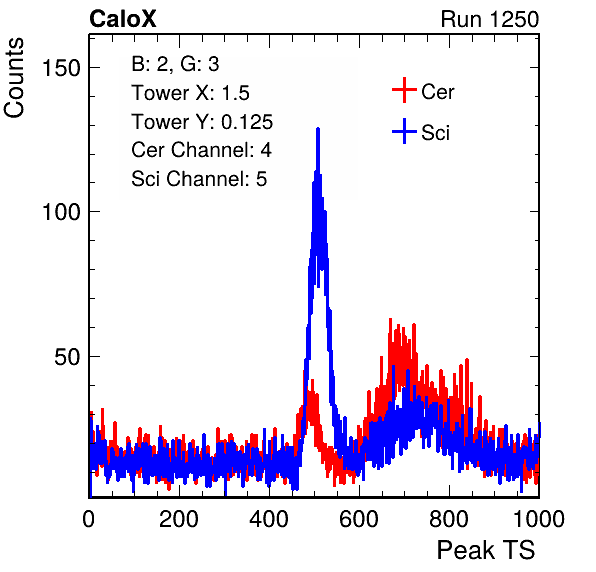 CaloX Run 1250
Counts
150
100
50
B: 2, G: 3
Tower X: 1.5
Tower Y: 0.125
Cer Channel: 4
Sci Channel: 5
Cer
Sci
0 200 400 600 800 1000
Peak TS